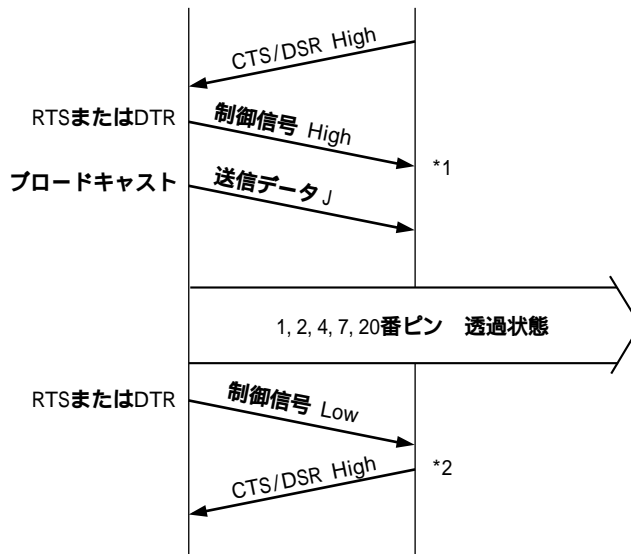 CTS/DSR High
RTSまたはDTR
制御信号 High
*1
ブロードキャスト
送信データ J
1, 2, 4, 7, 20番ピン　透過状態
RTSまたはDTR
制御信号 Low
*2
CTS/DSR High